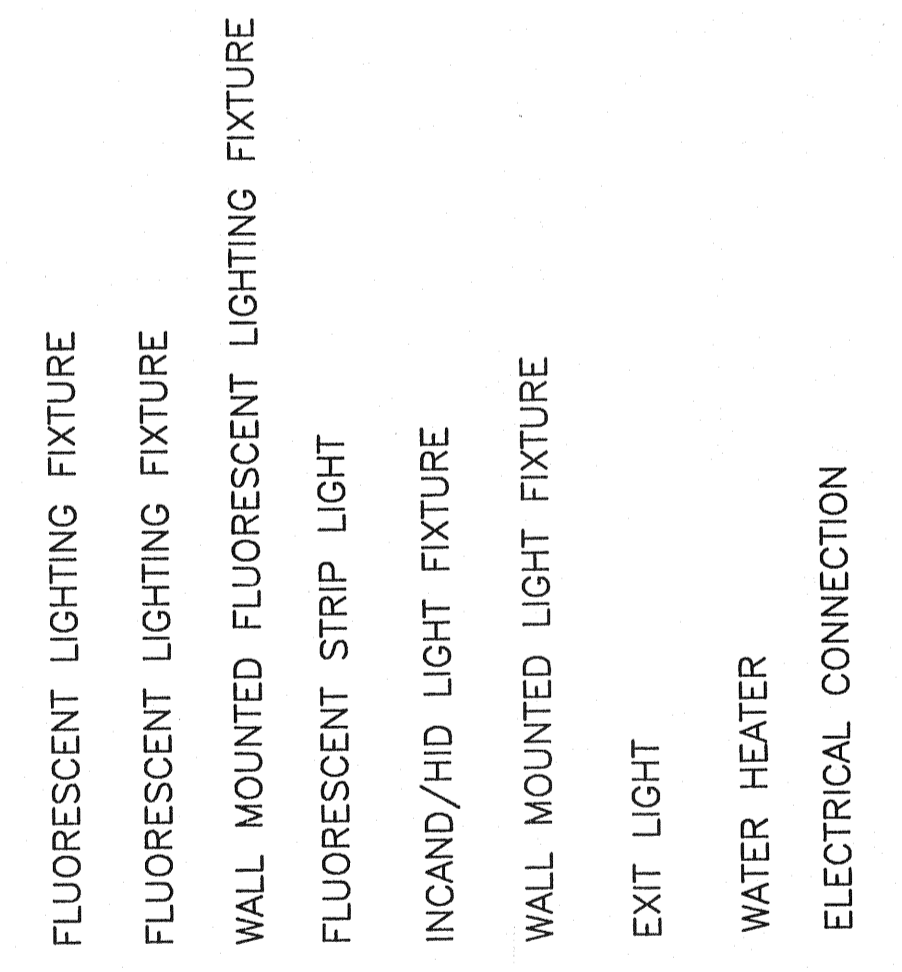 FLUORESCENT LIGHTING FIXTURE
FLUORESCENT LIGHTING FIXTURE
WALL MOUNTED FLUORESCENT LIGHTING FIXTURE
FLUORESCENT STRIP LIGHT
INCAND/HID LIGHT FIXTURE
WALL MOUNTED LIGHT FIXTURE
EXIT LIGHT
WATER HEATER
ELECTRICAL CONNECTION